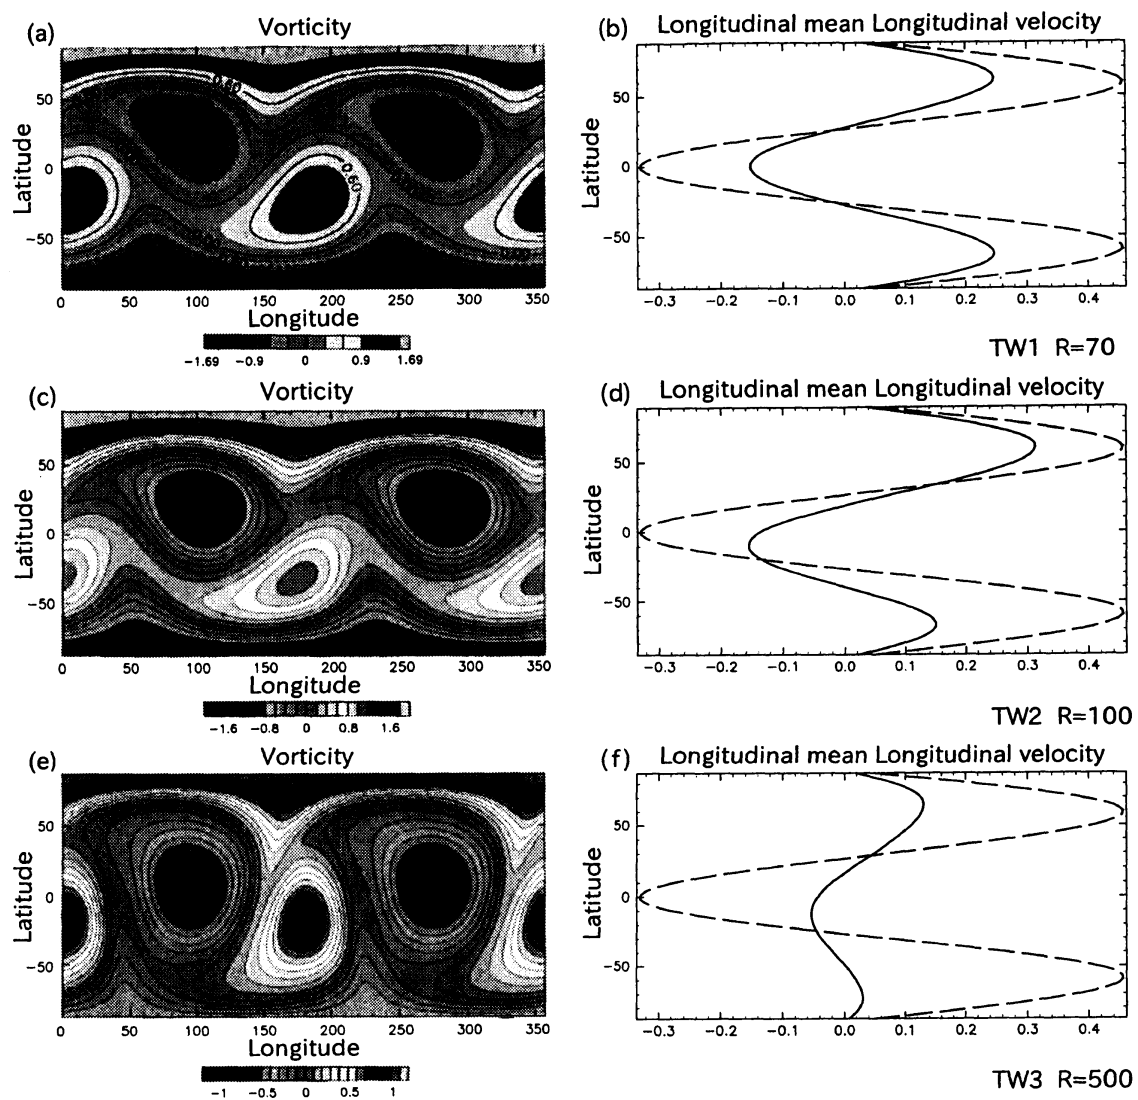 (a) Vorticity
0.60
50
0
−50
Latitude
0.60
0.00
0 50 100 150 200 250 300 350
Longitude
−1.69 −0.9 0 0.9 1.69
(b) Longitudinal mean Longitudinal velocity
50
0
−50
Latitude
−0.3 −0.2 −0.1 0.0 0.1 0.2 0.3 0.4
TW1 R=70
(c) Vorticity
50
0
−50
Latitude
0 50 100 150 200 250 300 350
Longitude
−1.6 −0.8 0 0.8 1.6
(d) Longitudinal mean Longitudinal velocity
50
0
−50
Latitude
−0.3 −0.2 −0.1 0.0 0.1 0.2 0.3 0.4
TW2 R=100
(e) Vorticity
50
0
−50
Latitude
0 50 100 150 200 250 300 350
Longitude
−1 −0.5 0 0.5 1
(f) Longitudinal mean Longitudinal velocity
50
0
−50
Latitude
−0.3 −0.2 −0.1 0.0 0.1 0.2 0.3 0.4
TW3 R=500